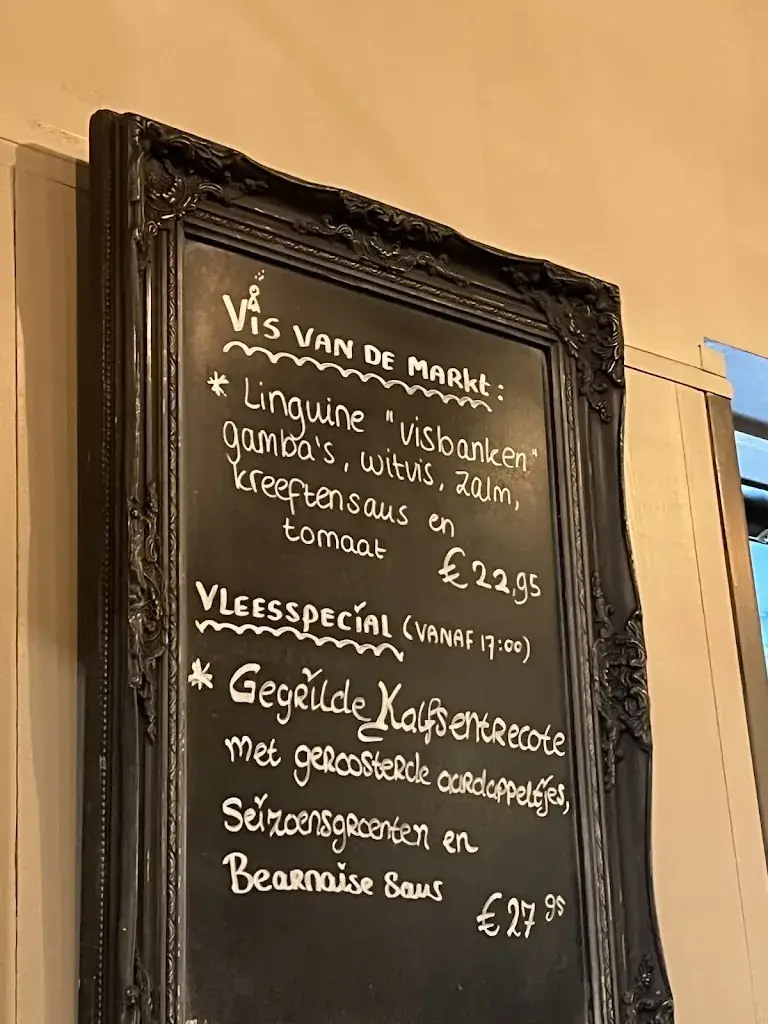 Vis van de Markt:
* Linguine "visbanken"
gamba's, witvis, zalm,
kreeftensaus en
tomaat
€22,95
VLEESSPECIAL (VANAF 17:00)
* Gegrilde Kalfsentrecote
met geroosterde aardappeltjes,
Seizoensgroenten en
Bearnaise Saus
€27 95